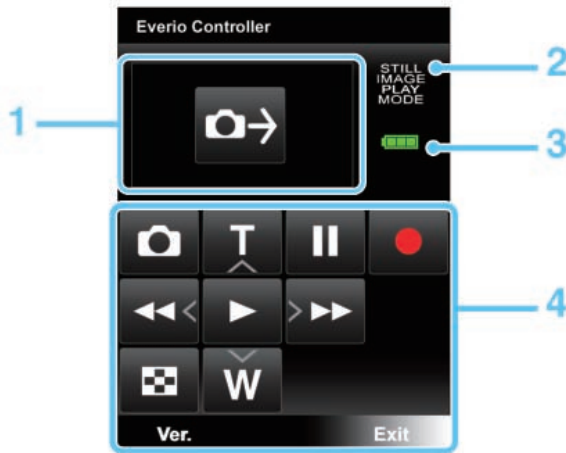 Everio Controller
1
STILL
IMAGE
PLAY
MODE
2
3
T
W
4
Ver.
Exit